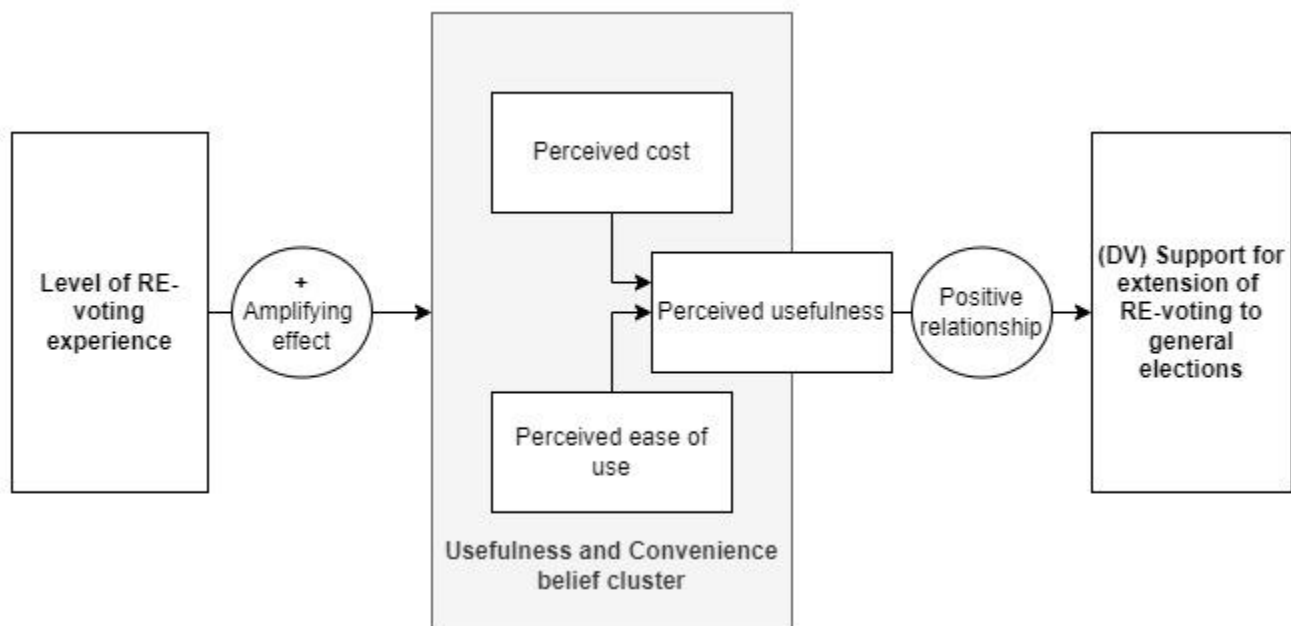 Level of RE-
voting
experience
+
Amplifying
effect
Perceived cost
Perceived usefulness
Perceived ease of
use
Usefulness and Convenience
belief cluster
Positive
relationship
(DV) Support for
extension of
RE-voting to
general
elections